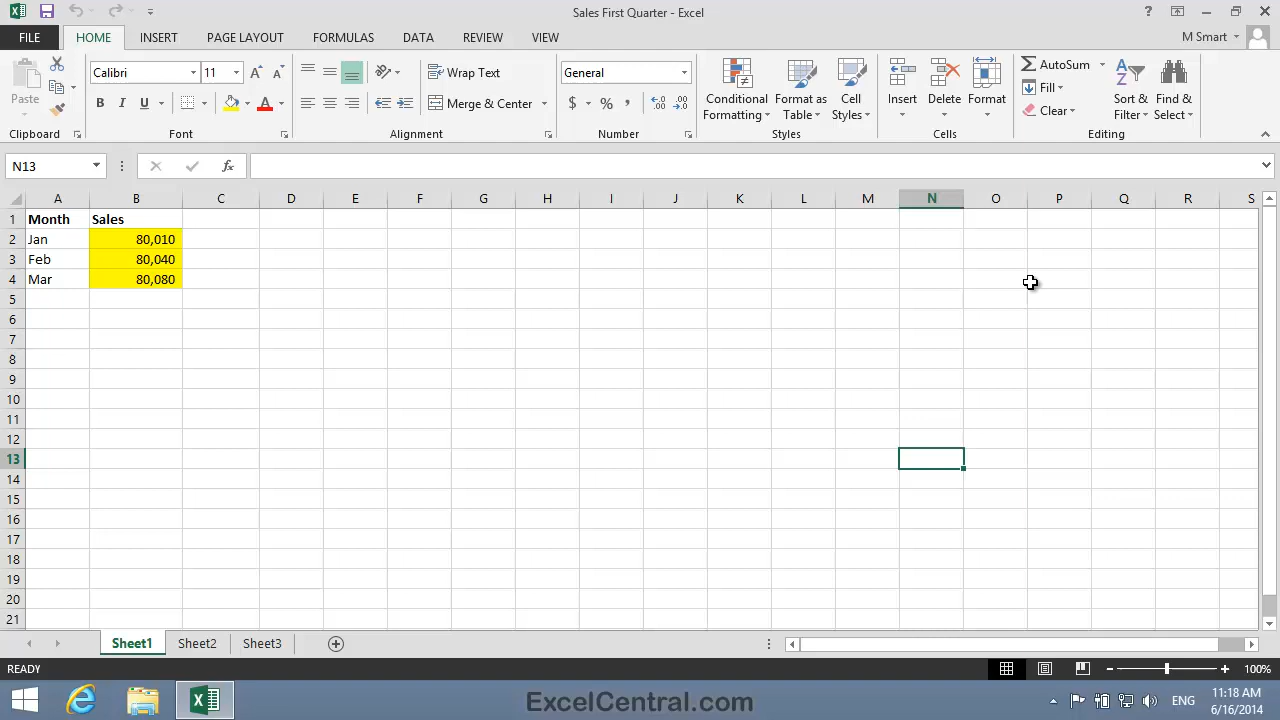 Sales First Quarter - Excel
?
FILE HOME INSERT PAGE LAYOUT FORMULAS DATA REVIEW VIEW M Smart
Paste Calibri 11 A A Wrap Text General Conditional Formatting Format as Table Cell Styles Insert Delete Format AutoSum Sort & Filter Find & Select
B I U A Merge & Center $ % , Fill
Clear
Clipboard Font Alignment Number Styles Cells Editing
N13 fx
A B C D E F G H I J K L M N O P Q R S
1 Month Sales
2 Jan 80,010
3 Feb 80,040
4 Mar 80,080
5
6
7
8
9
10
11
12
13
14
15
16
17
18
19
20
21
Sheet1 Sheet2 Sheet3
READY 100%
ExcelCentral.com ENG 11:18 AM
6/16/2014